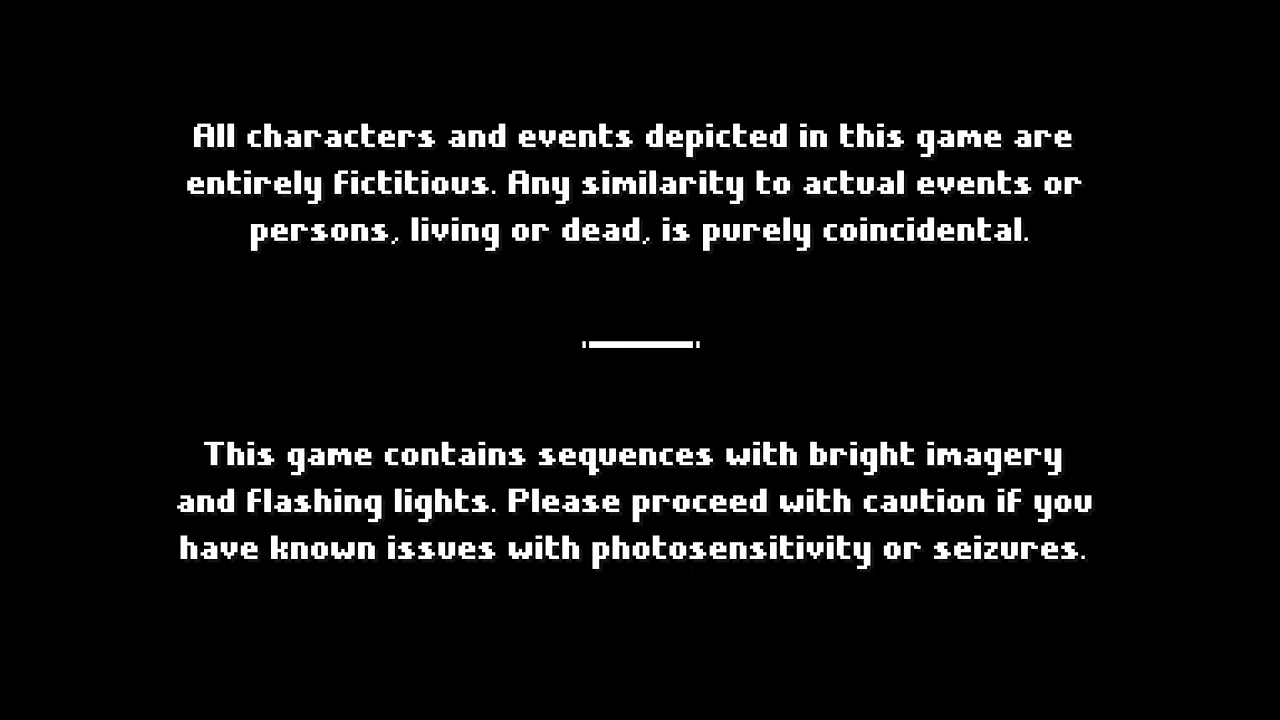 All characters and events depicted in this game are
entirely fictitious. Any similarity to actual events or
persons, living or dead, is purely coincidental.
This game contains sequences with bright imagery
and flashing lights. Please proceed with caution if you
have known issues with photosensitivity or seizures.